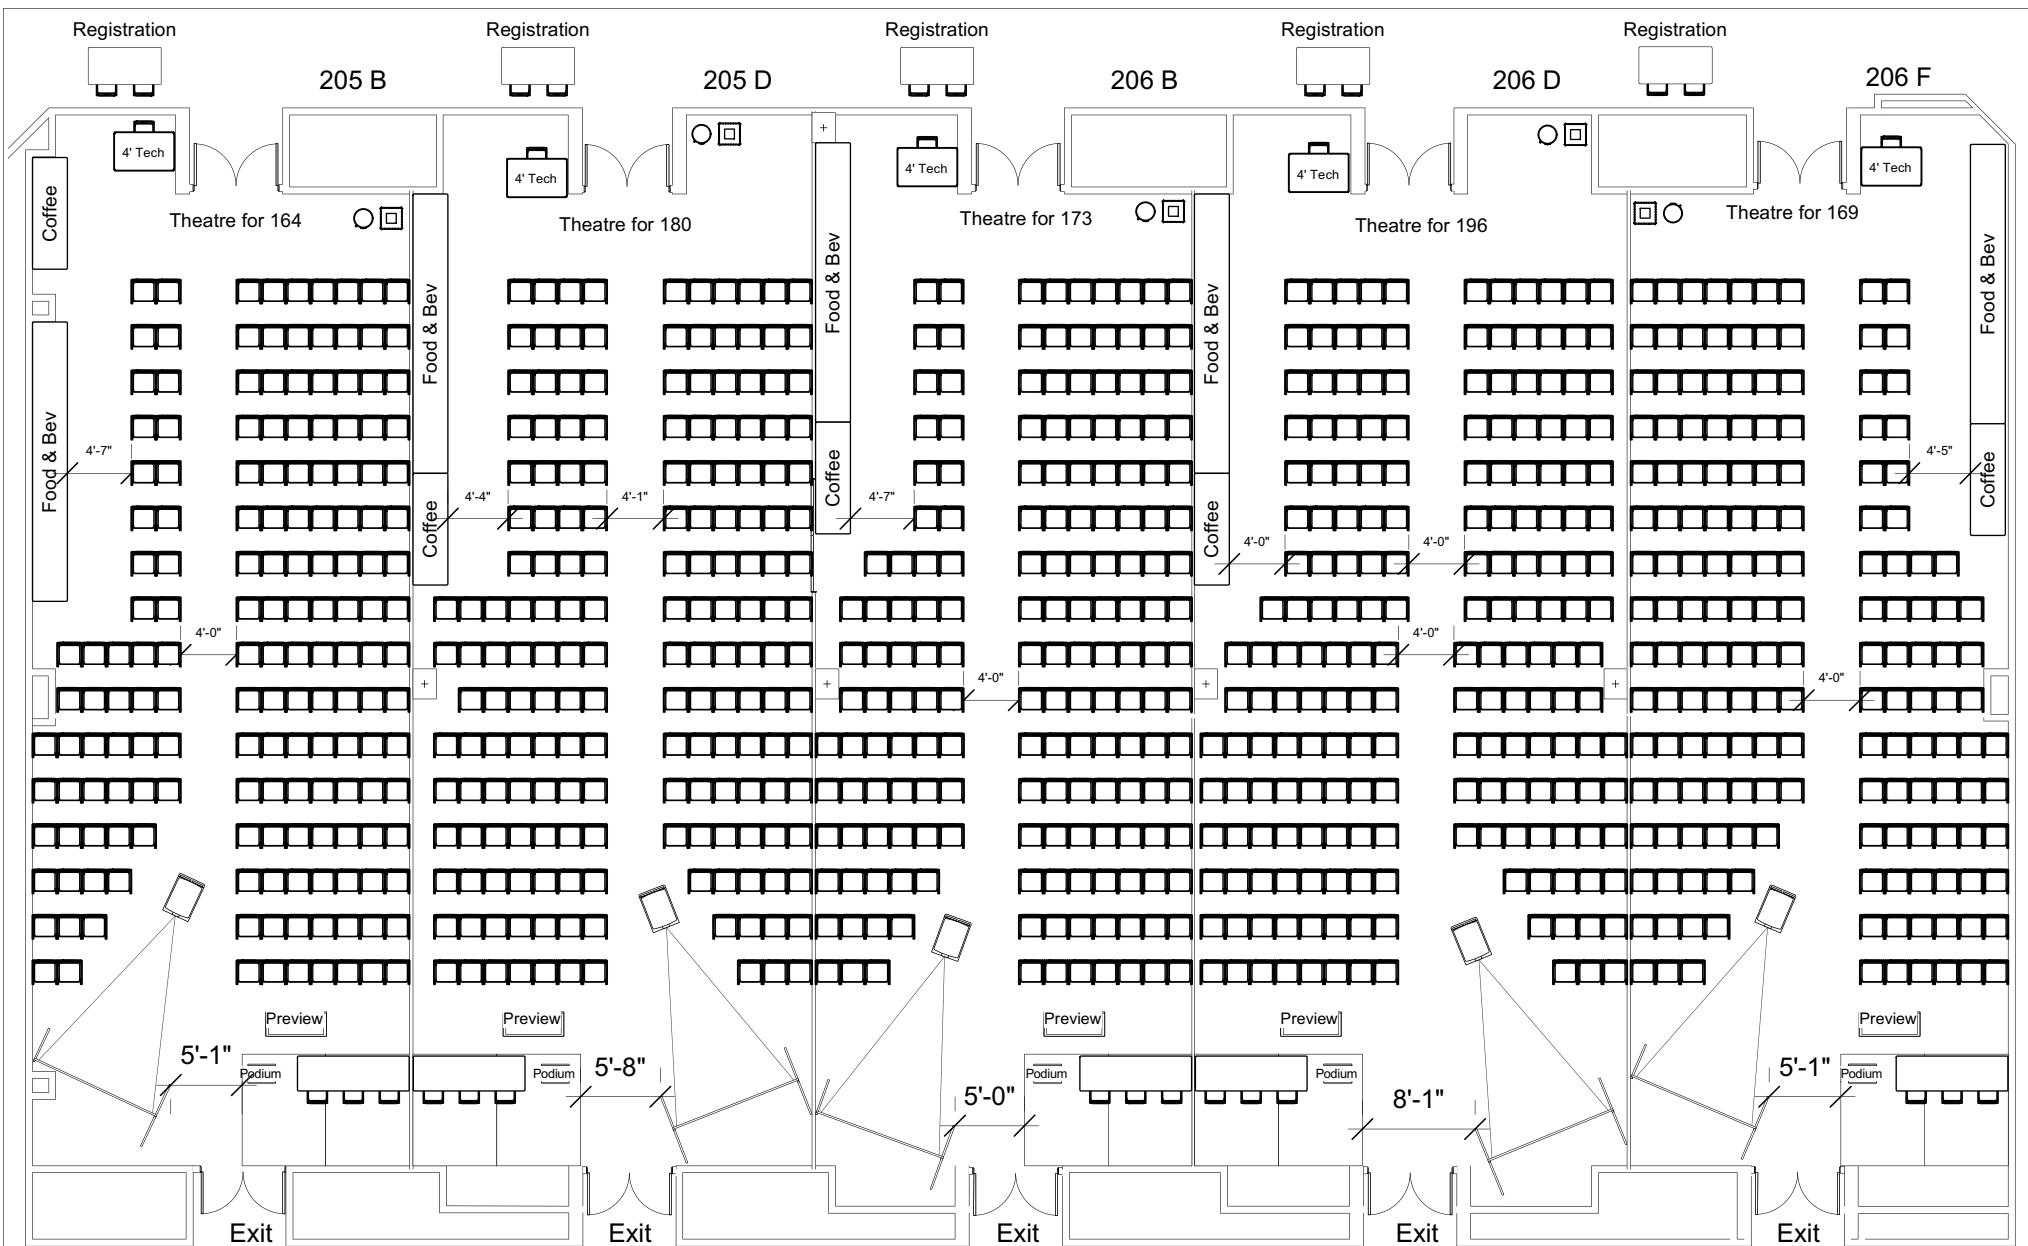 Registration
Registration
Registration
Registration
Registration
205 B
205 D
206 B
206 D
206 F
4' Tech
4' Tech
4' Tech
4' Tech
4' Tech
Coffee
Theatre for 164
Theatre for 180
Theatre for 173
Theatre for 196
Theatre for 169
Food & Bev
Food & Bev
Food & Bev
Food & Bev
Food & Bev
4'-7"
4'-5"
Coffee
Coffee
Coffee
Coffee
4'-4"
4'-1"
4'-7"
4'-0"
4'-0"
4'-0"
4'-0"
4'-0"
4'-0"
Preview
Preview
Preview
Preview
Preview
5'-1"
Podium
Podium
5'-8"
5'-0"
Podium
Podium
8'-1"
5'-1"
Podium
Exit
Exit
Exit
Exit
Exit